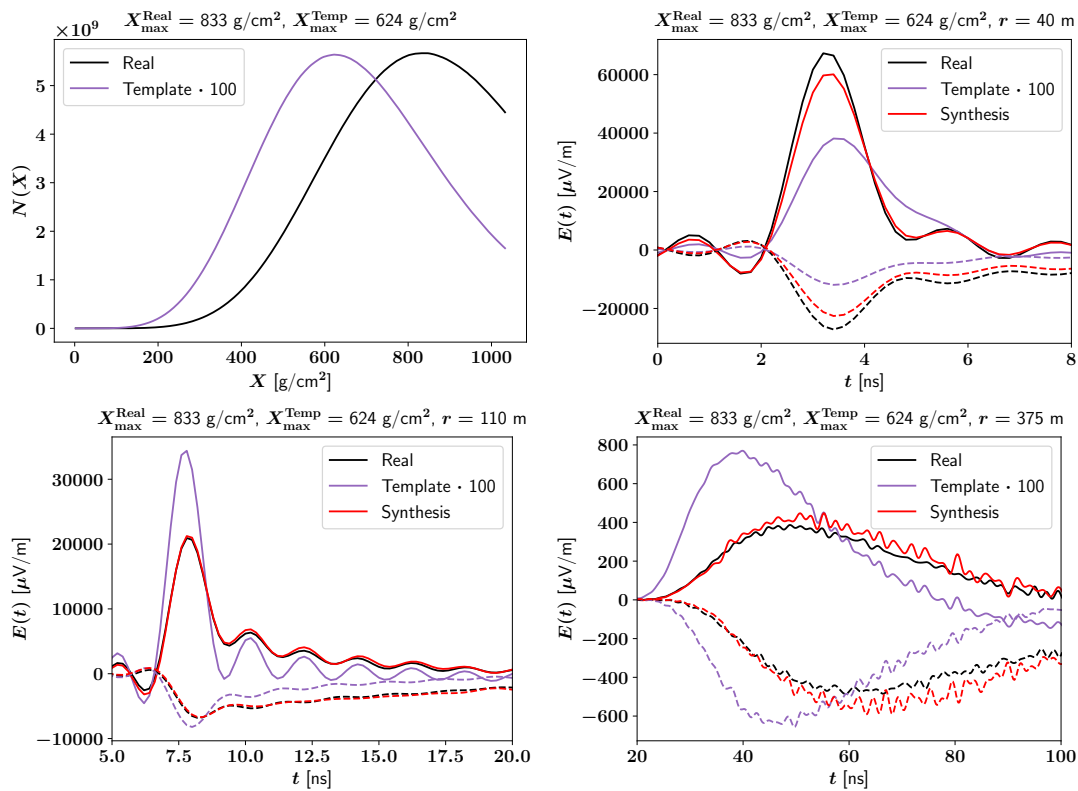 X_max^Real = 833 g/cm², X_max^Temp = 624 g/cm²
×10⁹
Real
Template · 100
N(X)
5
4
3
2
1
0
0 200 400 600 800 1000
X [g/cm²]
X_max^Real = 833 g/cm², X_max^Temp = 624 g/cm², r = 40 m
Real
Template · 100
Synthesis
E(t) [µV/m]
60000
40000
20000
0
−20000
0 2 4 6 8
t [ns]
X_max^Real = 833 g/cm², X_max^Temp = 624 g/cm², r = 110 m
Real
Template · 100
Synthesis
E(t) [µV/m]
30000
20000
10000
0
−10000
5.0 7.5 10.0 12.5 15.0 17.5 20.0
t [ns]
X_max^Real = 833 g/cm², X_max^Temp = 624 g/cm², r = 375 m
Real
Template · 100
Synthesis
E(t) [µV/m]
800
600
400
200
0
−200
−400
−600
20 40 60 80 100
t [ns]